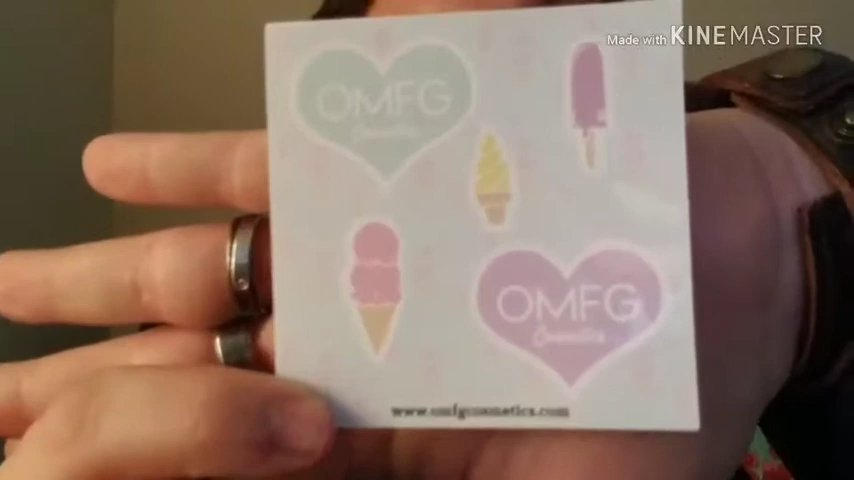 Made with KINEMASTER
OMFG
Cosmetics
OMFG
Cosmetics
www.omfgcosmetics.com